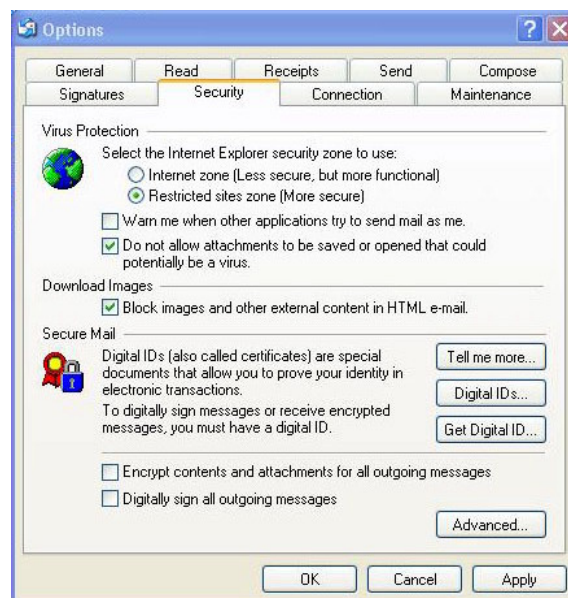 Options
General Read Receipts Send Compose
Signatures Security Connection Maintenance
Virus Protection
Select the Internet Explorer security zone to use:
Internet zone (Less secure, but more functional)
Restricted sites zone (More secure)
Warn me when other applications try to send mail as me.
Do not allow attachments to be saved or opened that could
potentially be a virus.
Download Images
Block images and other external content in HTML e-mail.
Secure Mail
Digital IDs (also called certificates) are special
documents that allow you to prove your identity in
electronic transactions.
To digitally sign messages or receive encrypted
messages, you must have a digital ID.
Tell me more...
Digital IDs...
Get Digital ID...
Encrypt contents and attachments for all outgoing messages
Digitally sign all outgoing messages
Advanced...
OK Cancel Apply